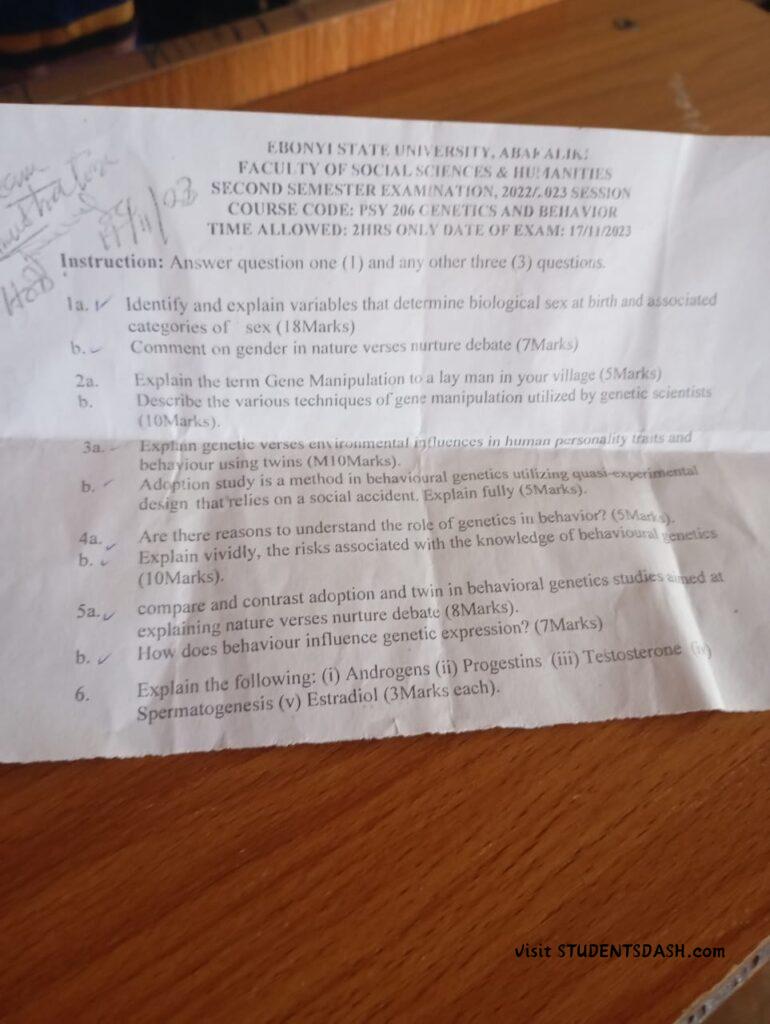 EBONYI STATE UNIVERSITY, ABAKALIKI
FACULTY OF SOCIAL SCIENCES & HUMANITIES
SECOND SEMESTER EXAMINATION, 2022/2023 SESSION
COURSE CODE: PSY 206 GENETICS AND BEHAVIOR
TIME ALLOWED: 2HRS ONLY DATE OF EXAM: 17/11/2023
17/11/23
HOD
Instruction: Answer question one (1) and any other three (3) questions.
1a. Identify and explain variables that determine biological sex at birth and associated
categories of sex (18Marks)
b. Comment on gender in nature verses nurture debate (7Marks)
2a. Explain the term Gene Manipulation to a lay man in your village (5Marks)
b. Describe the various techniques of gene manipulation utilized by genetic scientists
(10Marks).
3a. Explain genetic verses environmental influences in human personality traits and
behaviour using twins (M10Marks).
b. Adoption study is a method in behavioural genetics utilizing quasi-experimental
design that relies on a social accident. Explain fully (5Marks).
4a. Are there reasons to understand the role of genetics in behavior? (5Marks).
b. Explain vividly, the risks associated with the knowledge of behavioural genetics
(10Marks).
5a. compare and contrast adoption and twin in behavioral genetics studies aimed at
explaining nature verses nurture debate (8Marks).
b. How does behaviour influence genetic expression? (7Marks)
6. Explain the following: (i) Androgens (ii) Progestins (iii) Testosterone (iv)
Spermatogenesis (v) Estradiol (3Marks each).
Visit STUDENTSDASH.com